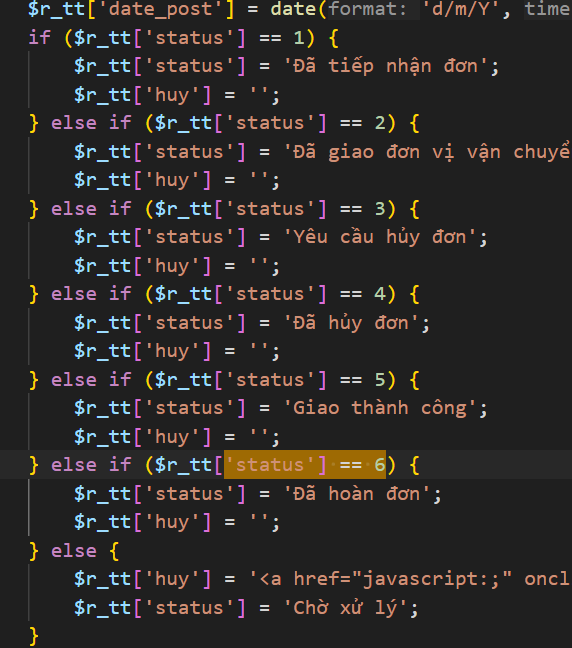 $r_tt['date_post'] = date(format: 'd/m/Y', time
if ($r_tt['status'] == 1) {
$r_tt['status'] = 'Đã tiếp nhận đơn';
$r_tt['huy'] = '';
} else if ($r_tt['status'] == 2) {
$r_tt['status'] = 'Đã giao đơn vị vận chuyể
$r_tt['huy'] = '';
} else if ($r_tt['status'] == 3) {
$r_tt['status'] = 'Yêu cầu hủy đơn';
$r_tt['huy'] = '';
} else if ($r_tt['status'] == 4) {
$r_tt['status'] = 'Đã hủy đơn';
$r_tt['huy'] = '';
} else if ($r_tt['status'] == 5) {
$r_tt['status'] = 'Giao thành công';
$r_tt['huy'] = '';
} else if ($r_tt['status'] == 6) {
$r_tt['status'] = 'Đã hoàn đơn';
$r_tt['huy'] = '';
} else {
$r_tt['huy'] = '<a href="javascript:;" oncl
$r_tt['status'] = 'Chờ xử lý';
}